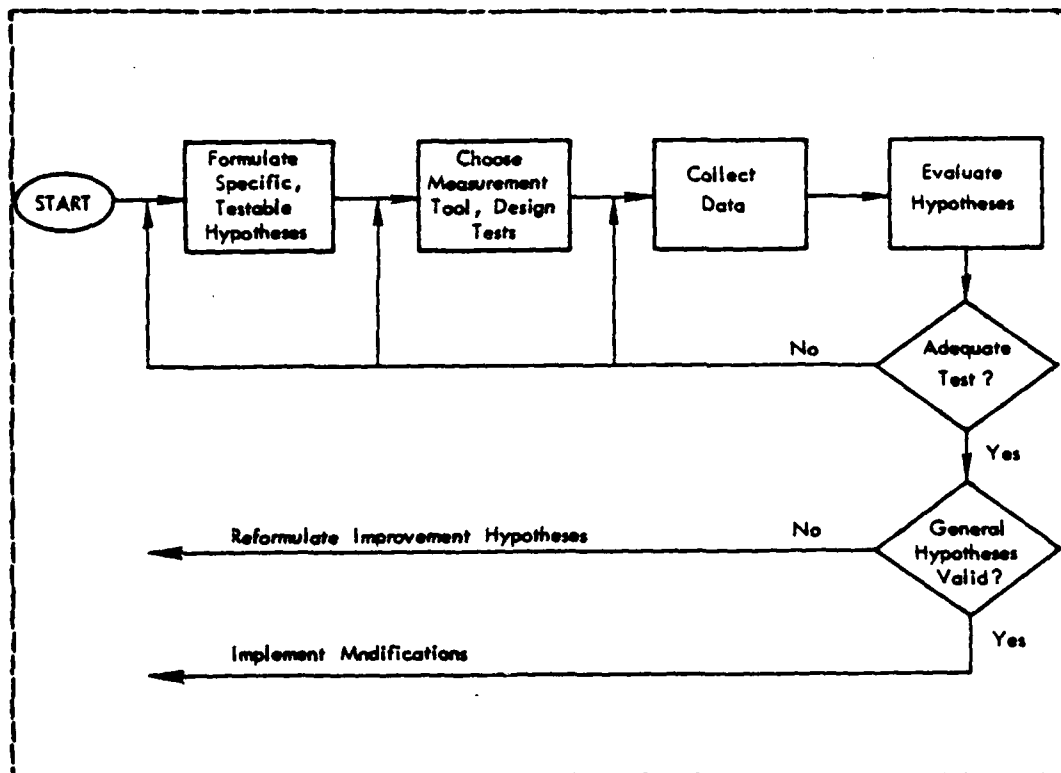 START
Formulate
Specific,
Testable
Hypotheses
Choose
Measurement
Tool, Design
Tests
Collect
Data
Evaluate
Hypotheses
Adequate
Test?
No
Yes
General
Hypotheses
Valid?
No
Reformulate Improvement Hypotheses
Yes
Implement Mndifications